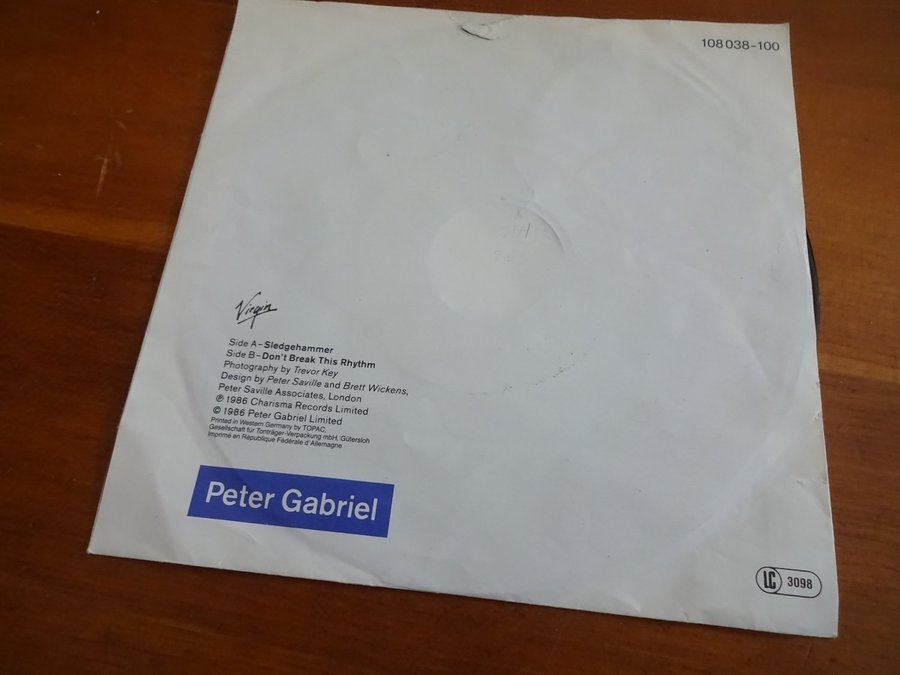 108 038-100
Virgin
Side A–Sledgehammer
Side B–Don't Break This Rhythm
Photography by Trevor Key
Design by Peter Saville and Brett Wickens,
Peter Saville Associates, London
℗ 1986 Charisma Records Limited
© 1986 Peter Gabriel Limited
Printed in Western Germany by TOPAC,
Gesellschaft für Tonträger-Verpackung mbH, Gütersloh
Imprimé en République Fédérale d'Allemagne
Peter Gabriel
LC 3098